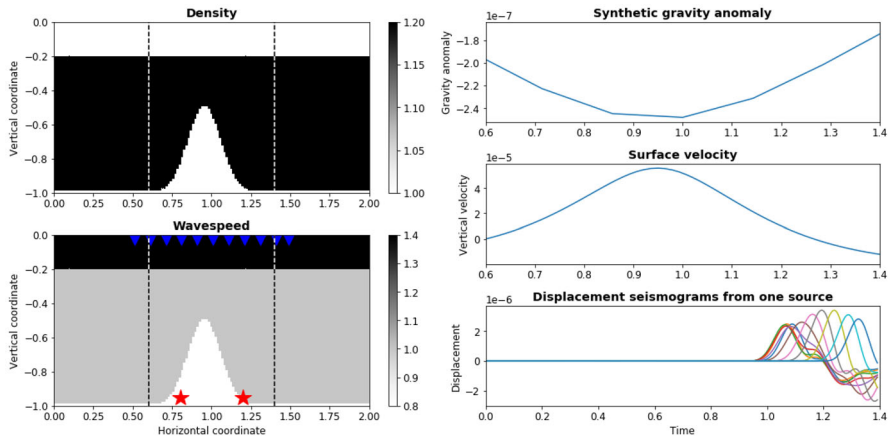 Density
0.0
−0.2
−0.4
−0.6
−0.8
−1.0
Vertical coordinate
0.00 0.25 0.50 0.75 1.00 1.25 1.50 1.75 2.00
1.20
1.15
1.10
1.05
1.00
Wavespeed
0.0
−0.2
−0.4
−0.6
−0.8
−1.0
Vertical coordinate
0.00 0.25 0.50 0.75 1.00 1.25 1.50 1.75 2.00
Horizontal coordinate
1.4
1.3
1.2
1.1
1.0
0.9
0.8
Synthetic gravity anomaly
1e−7
−1.8
−2.0
−2.2
−2.4
Gravity anomaly
0.6 0.7 0.8 0.9 1.0 1.1 1.2 1.3 1.4
Surface velocity
1e−5
4
2
0
Vertical velocity
0.6 0.7 0.8 0.9 1.0 1.1 1.2 1.3 1.4
Displacement seismograms from one source
1e−6
2
0
−2
Displacement
0.0 0.2 0.4 0.6 0.8 1.0 1.2 1.4
Time